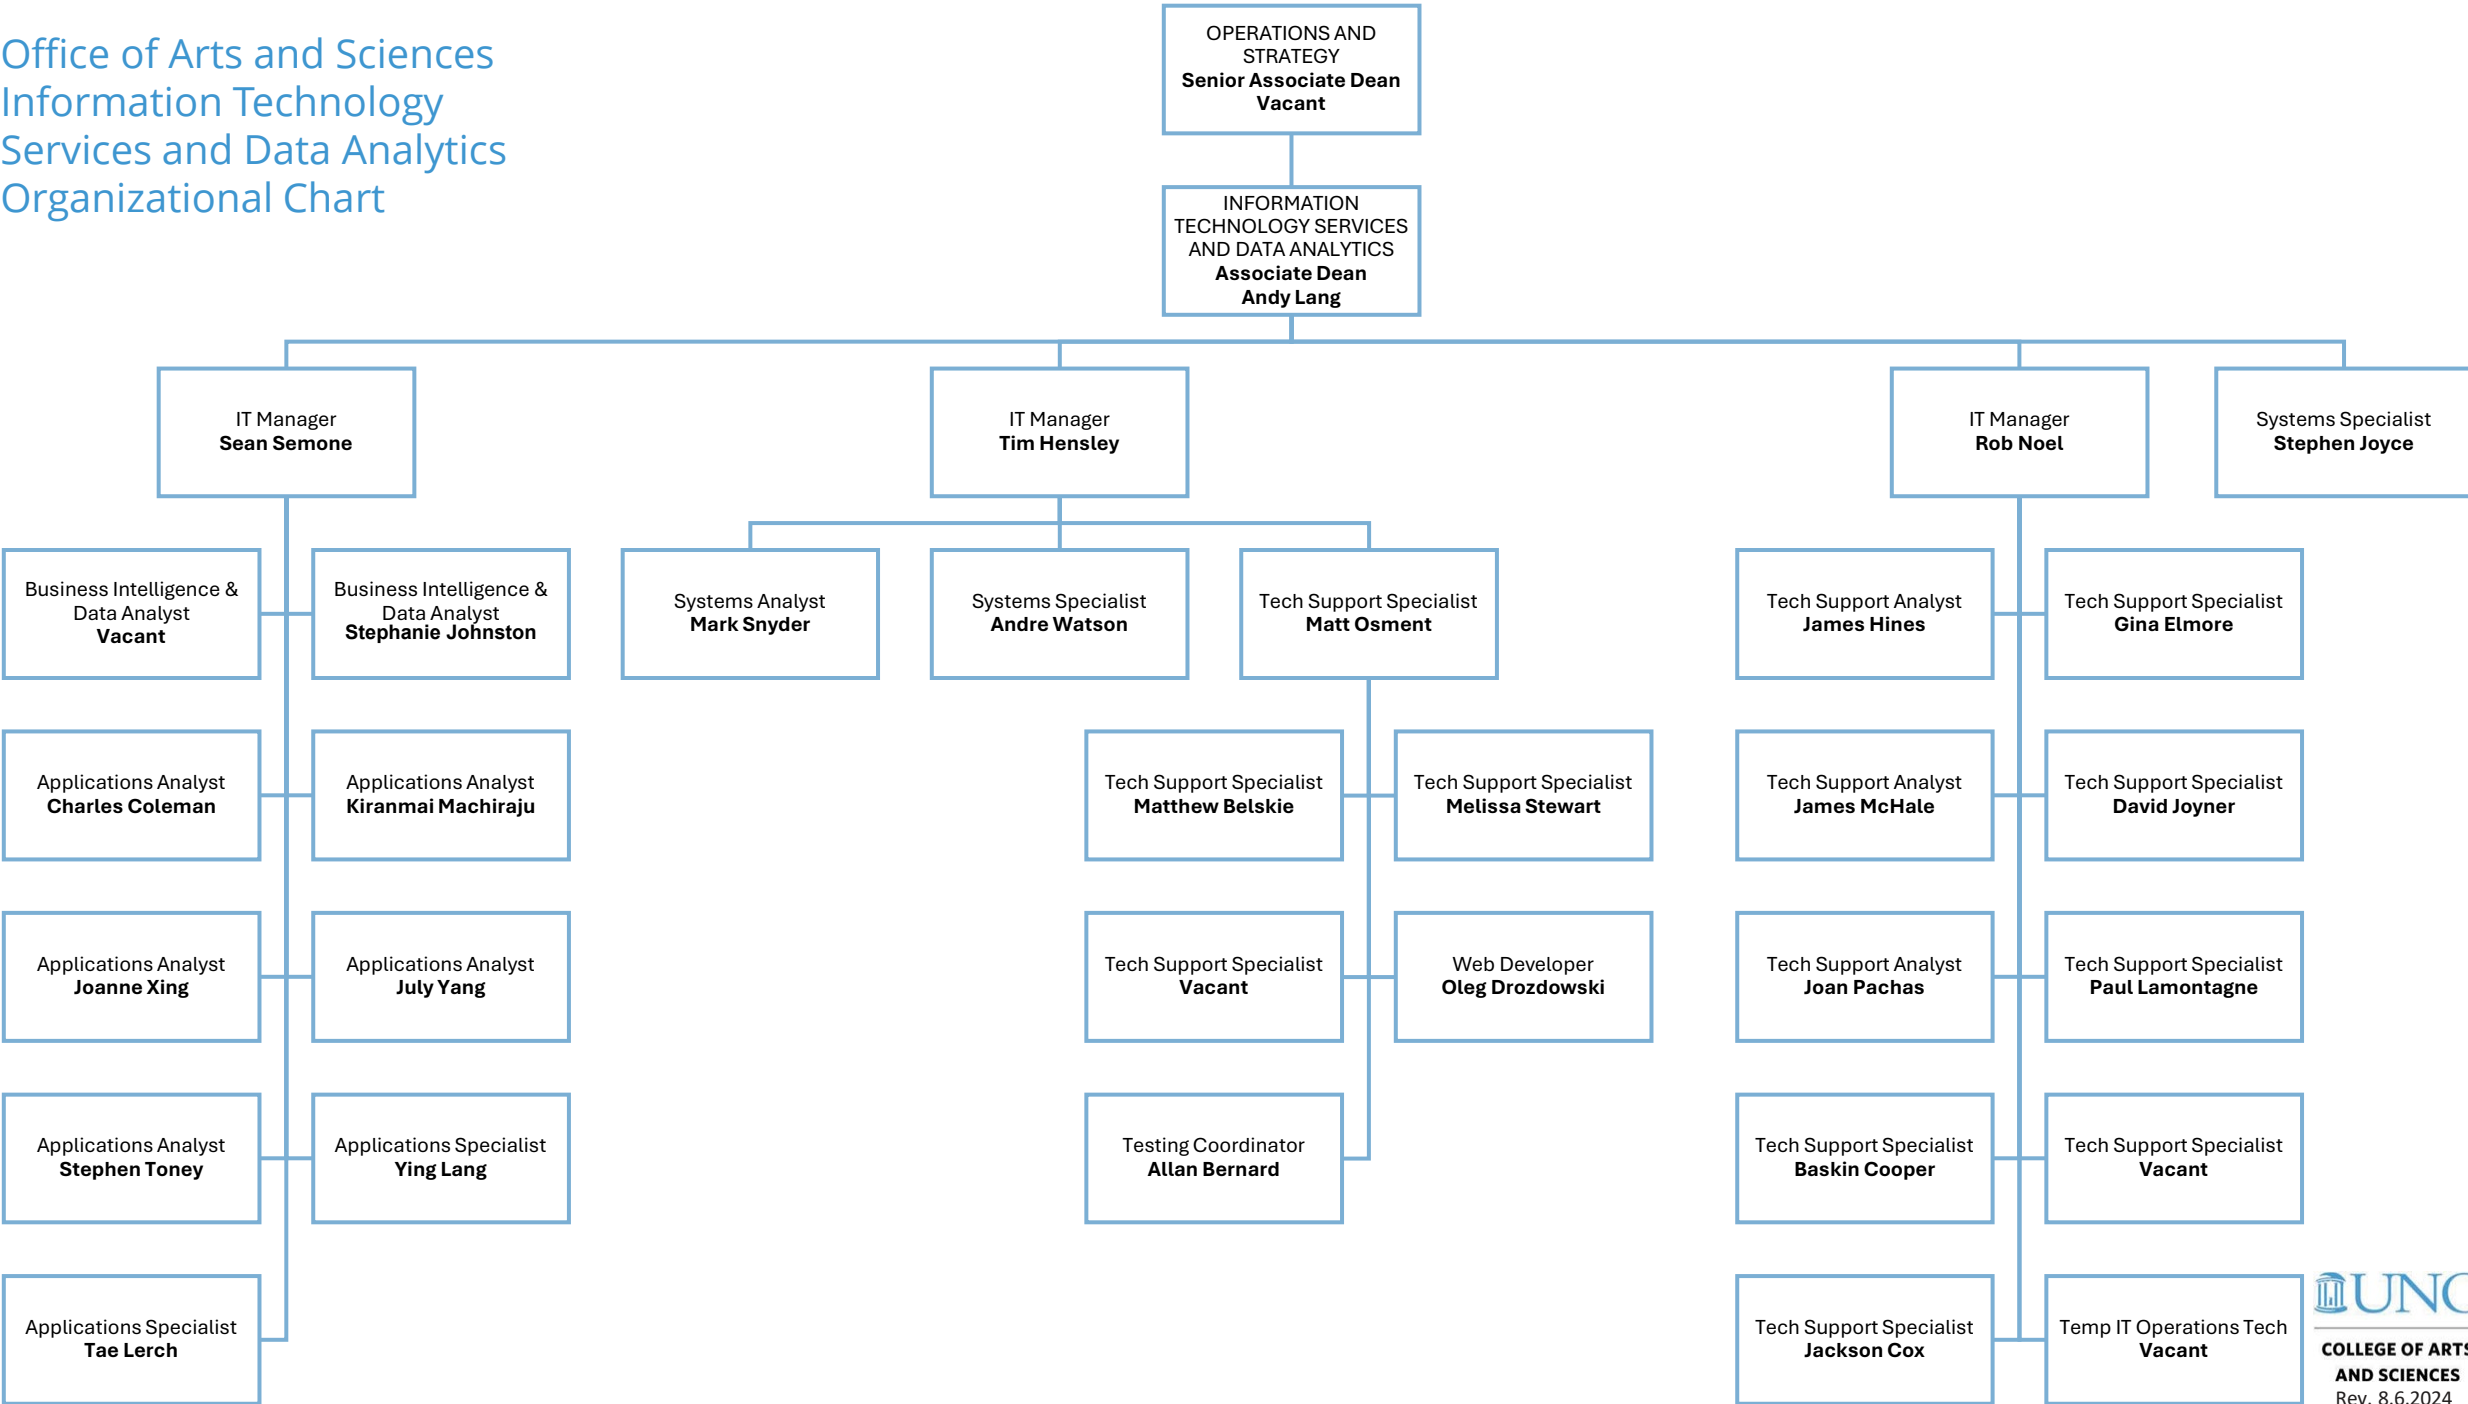 Office of Arts and Sciences
Information Technology
Services and Data Analytics
Organizational Chart
OPERATIONS AND
STRATEGY
Senior Associate Dean
Vacant
INFORMATION
TECHNOLOGY SERVICES
AND DATA ANALYTICS
Associate Dean
Andy Lang
IT Manager
Sean Semone
IT Manager
Tim Hensley
IT Manager
Rob Noel
Systems Specialist
Stephen Joyce
Business Intelligence &
Data Analyst
Vacant
Business Intelligence &
Data Analyst
Stephanie Johnston
Systems Analyst
Mark Snyder
Systems Specialist
Andre Watson
Tech Support Specialist
Matt Osment
Tech Support Analyst
James Hines
Tech Support Specialist
Gina Elmore
Applications Analyst
Charles Coleman
Applications Analyst
Kiranmai Machiraju
Tech Support Specialist
Matthew Belskie
Tech Support Specialist
Melissa Stewart
Tech Support Analyst
James McHale
Tech Support Specialist
David Joyner
Applications Analyst
Joanne Xing
Applications Analyst
July Yang
Tech Support Specialist
Vacant
Web Developer
Oleg Drozdowski
Tech Support Analyst
Joan Pachas
Tech Support Specialist
Paul Lamontagne
Applications Analyst
Stephen Toney
Applications Specialist
Ying Lang
Testing Coordinator
Allan Bernard
Tech Support Specialist
Baskin Cooper
Tech Support Specialist
Vacant
Applications Specialist
Tae Lerch
Tech Support Specialist
Jackson Cox
Temp IT Operations Tech
Vacant
UNC
COLLEGE OF ARTS
AND SCIENCES
Rev. 8.6.2024